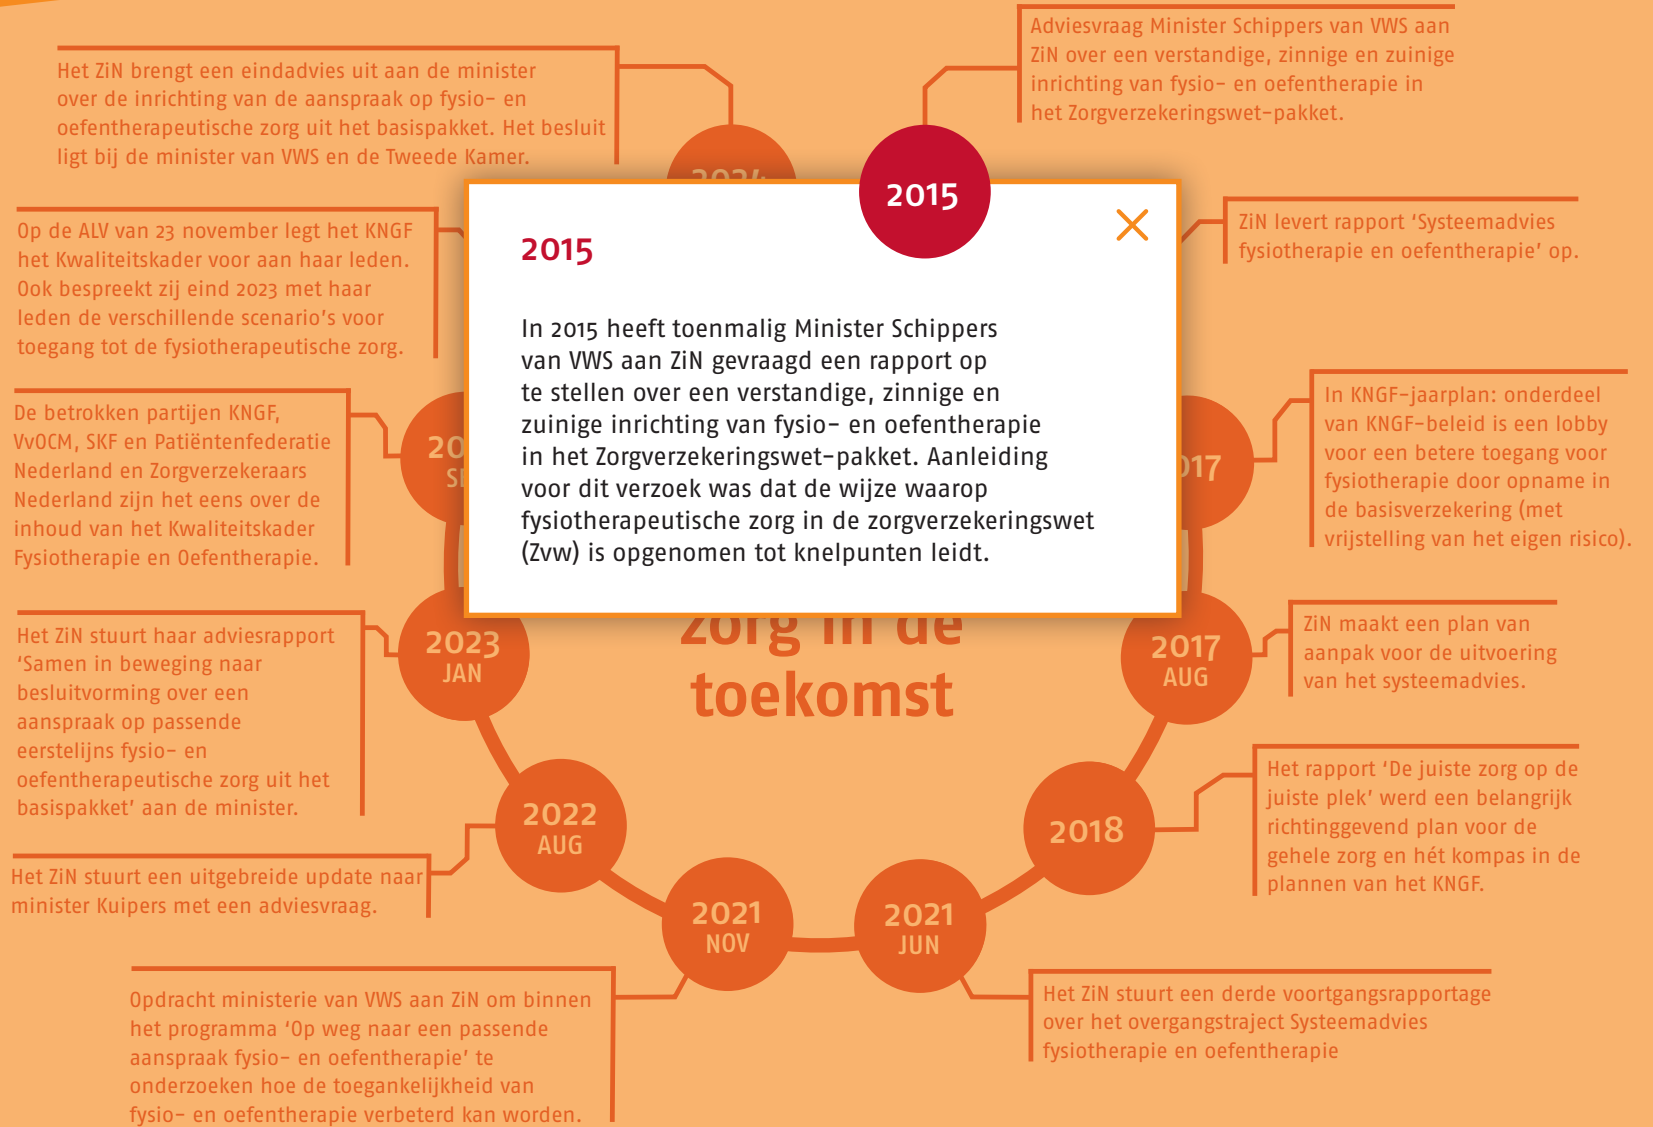 Het ZiN brengt een eindadvies uit aan de minister
over de inrichting van de aanspraak op fysio- en
oefentherapeutische zorg uit het basispakket. Het besluit
ligt bij de minister van VWS en de Tweede Kamer.
Adviesvraag Minister Schippers van VWS aan
ZiN over een verstandige, zinnige en zuinige
inrichting van fysio- en oefentherapie in
het Zorgverzekeringswet-pakket.
2015
Op de ALV van 23 november legt het KNGF
het Kwaliteitskader voor aan haar leden.
Ook bespreekt zij eind 2023 met haar
leden de verschillende scenario's voor
toegang tot de fysiotherapeutische zorg.
ZiN levert rapport 'Systeemadvies
fysiotherapie en oefentherapie' op.
2015
In 2015 heeft toenmalig Minister Schippers
van VWS aan ZiN gevraagd een rapport op
te stellen over een verstandige, zinnige en
zuinige inrichting van fysio- en oefentherapie
in het Zorgverzekeringswet-pakket. Aanleiding
voor dit verzoek was dat de wijze waarop
fysiotherapeutische zorg in de zorgverzekeringswet
(Zvw) is opgenomen tot knelpunten leidt.
De betrokken partijen KNGF,
VvOCM, SKF en Patiëntenfederatie
Nederland en Zorgverzekeraars
Nederland zijn het eens over de
inhoud van het Kwaliteitskader
Fysiotherapie en Oefentherapie.
In KNGF-jaarplan: onderdeel
van KNGF-beleid is een lobby
voor een betere toegang voor
fysiotherapie door opname in
de basisverzekering (met
vrijstelling van het eigen risico).
zorg in de
toekomst
2023
JAN
Het ZiN stuurt haar adviesrapport
'Samen in beweging naar
besluitvorming over een
aanspraak op passende
eerstelijns fysio- en
oefentherapeutische zorg uit het
basispakket' aan de minister.
2017
AUG
ZiN maakt een plan van
aanpak voor de uitvoering
van het systeemadvies.
2022
AUG
Het ZiN stuurt een uitgebreide update naar
minister Kuipers met een adviesvraag.
2018
Het rapport 'De juiste zorg op de
juiste plek' werd een belangrijk
richtinggevend plan voor de
gehele zorg en hét kompas in de
plannen van het KNGF.
2021
NOV
Opdracht ministerie van VWS aan ZiN om binnen
het programma 'Op weg naar een passende
aanspraak fysio- en oefentherapie' te
onderzoeken hoe de toegankelijkheid van
fysio- en oefentherapie verbeterd kan worden.
2021
JUN
Het ZiN stuurt een derde voortgangsrapportage
over het overgangstraject Systeemadvies
fysiotherapie en oefentherapie